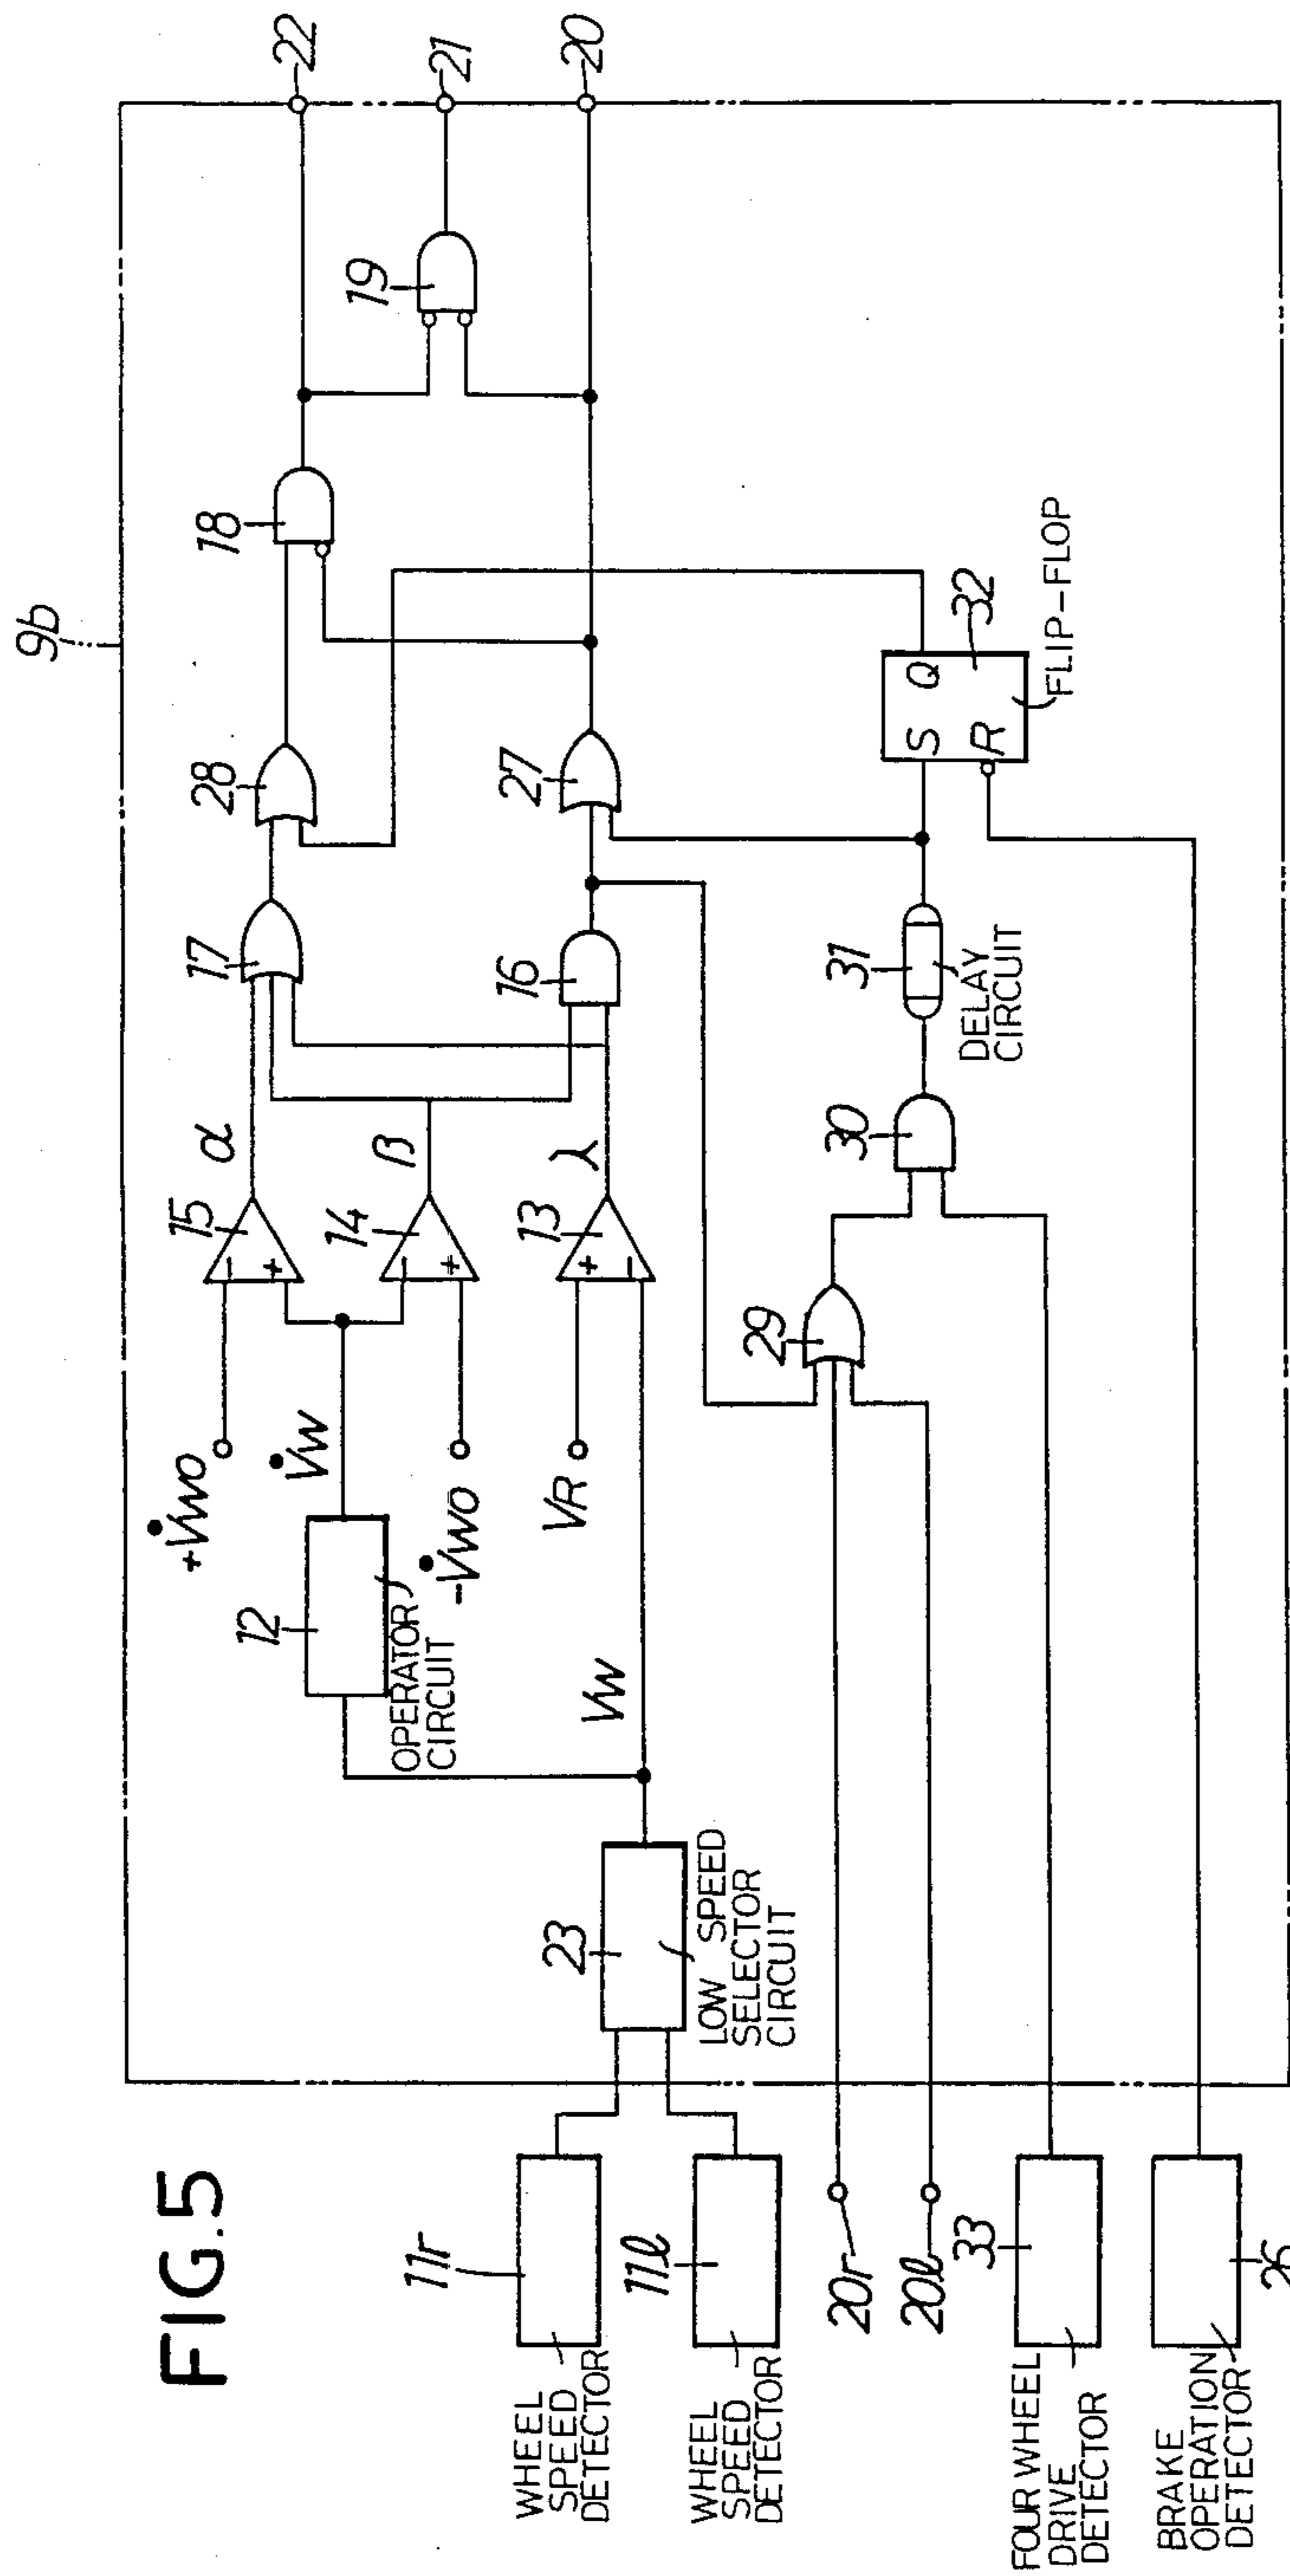 FIG.5
9b
WHEEL
SPEED
DETECTOR
11r
WHEEL
SPEED
DETECTOR
11ℓ
20r
20ℓ
FOUR WHEEL
DRIVE
DETECTOR
33
BRAKE
OPERATION
DETECTOR
26
23
LOW SPEED
SELECTOR
CIRCUIT
Vw
12
OPERATOR
CIRCUIT
+V̇wo
V̇w
-V̇wo
VR
15
- +
α
14
- +
β
13
+ -
λ
17
16
28
27
18
19
22
21
20
29
30
31
DELAY
CIRCUIT
S
R
Q
32
FLIP-FLOP